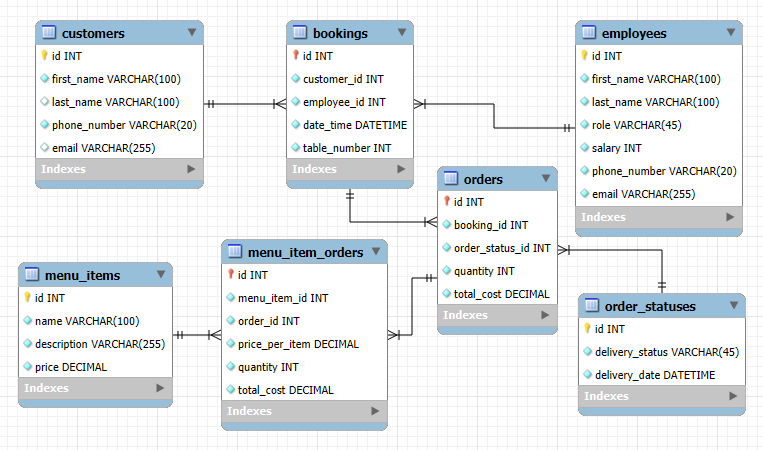 customers
id INT
first_name VARCHAR(100)
last_name VARCHAR(100)
phone_number VARCHAR(20)
email VARCHAR(255)
Indexes
bookings
id INT
customer_id INT
employee_id INT
date_time DATETIME
table_number INT
Indexes
employees
id INT
first_name VARCHAR(100)
last_name VARCHAR(100)
role VARCHAR(45)
salary INT
phone_number VARCHAR(20)
email VARCHAR(255)
Indexes
orders
id INT
booking_id INT
order_status_id INT
quantity INT
total_cost DECIMAL
Indexes
menu_item_orders
id INT
menu_item_id INT
order_id INT
price_per_item DECIMAL
quantity INT
total_cost DECIMAL
Indexes
menu_items
id INT
name VARCHAR(100)
description VARCHAR(255)
price DECIMAL
Indexes
order_statuses
id INT
delivery_status VARCHAR(45)
delivery_date DATETIME
Indexes